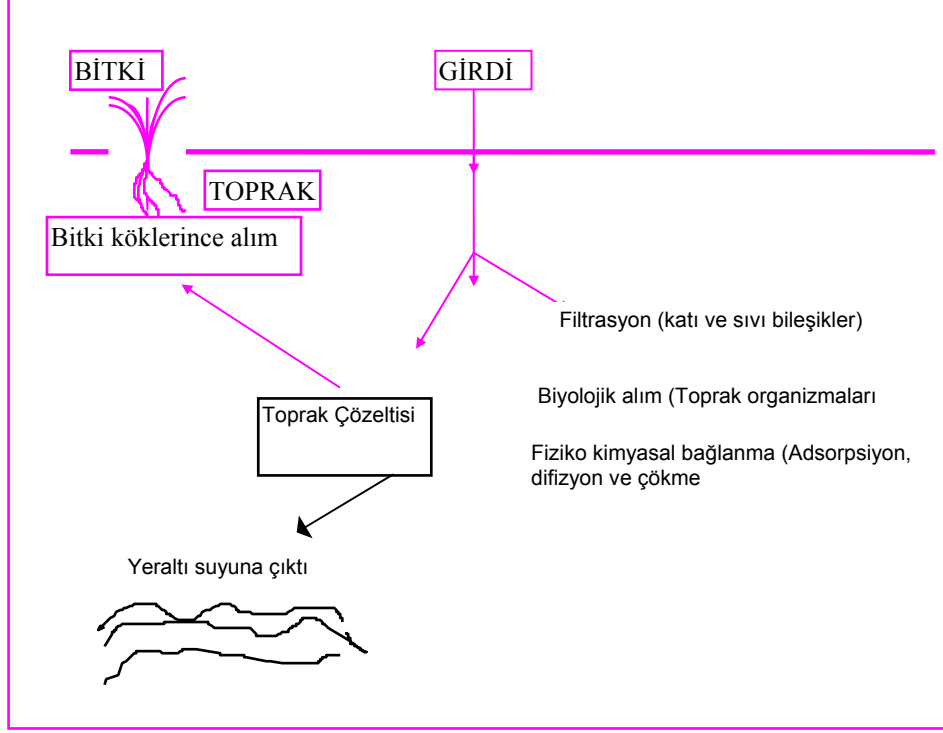 BİTKİ
GİRDİ
TOPRAK
Bitki köklerince alım
Filtrasyon (katı ve sıvı bileşikler)
Biyolojik alım (Toprak organizmaları
Toprak Çözeltisi
Fiziko kimyasal bağlanma (Adsorpsiyon,
difizyon ve çökme
Yeraltı suyuna çıktı